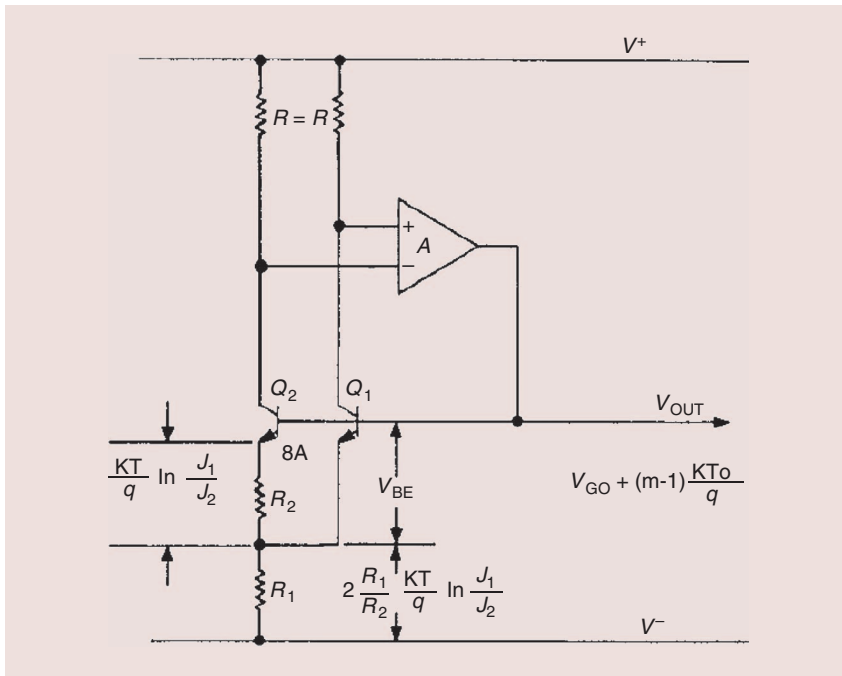 V+
R = R
+
A
−
Q2
Q1
VOUT
8A
KT/q ln J1/J2
R2
VBE
VGO + (m-1) KTo/q
R1
2 R1/R2 KT/q ln J1/J2
V−